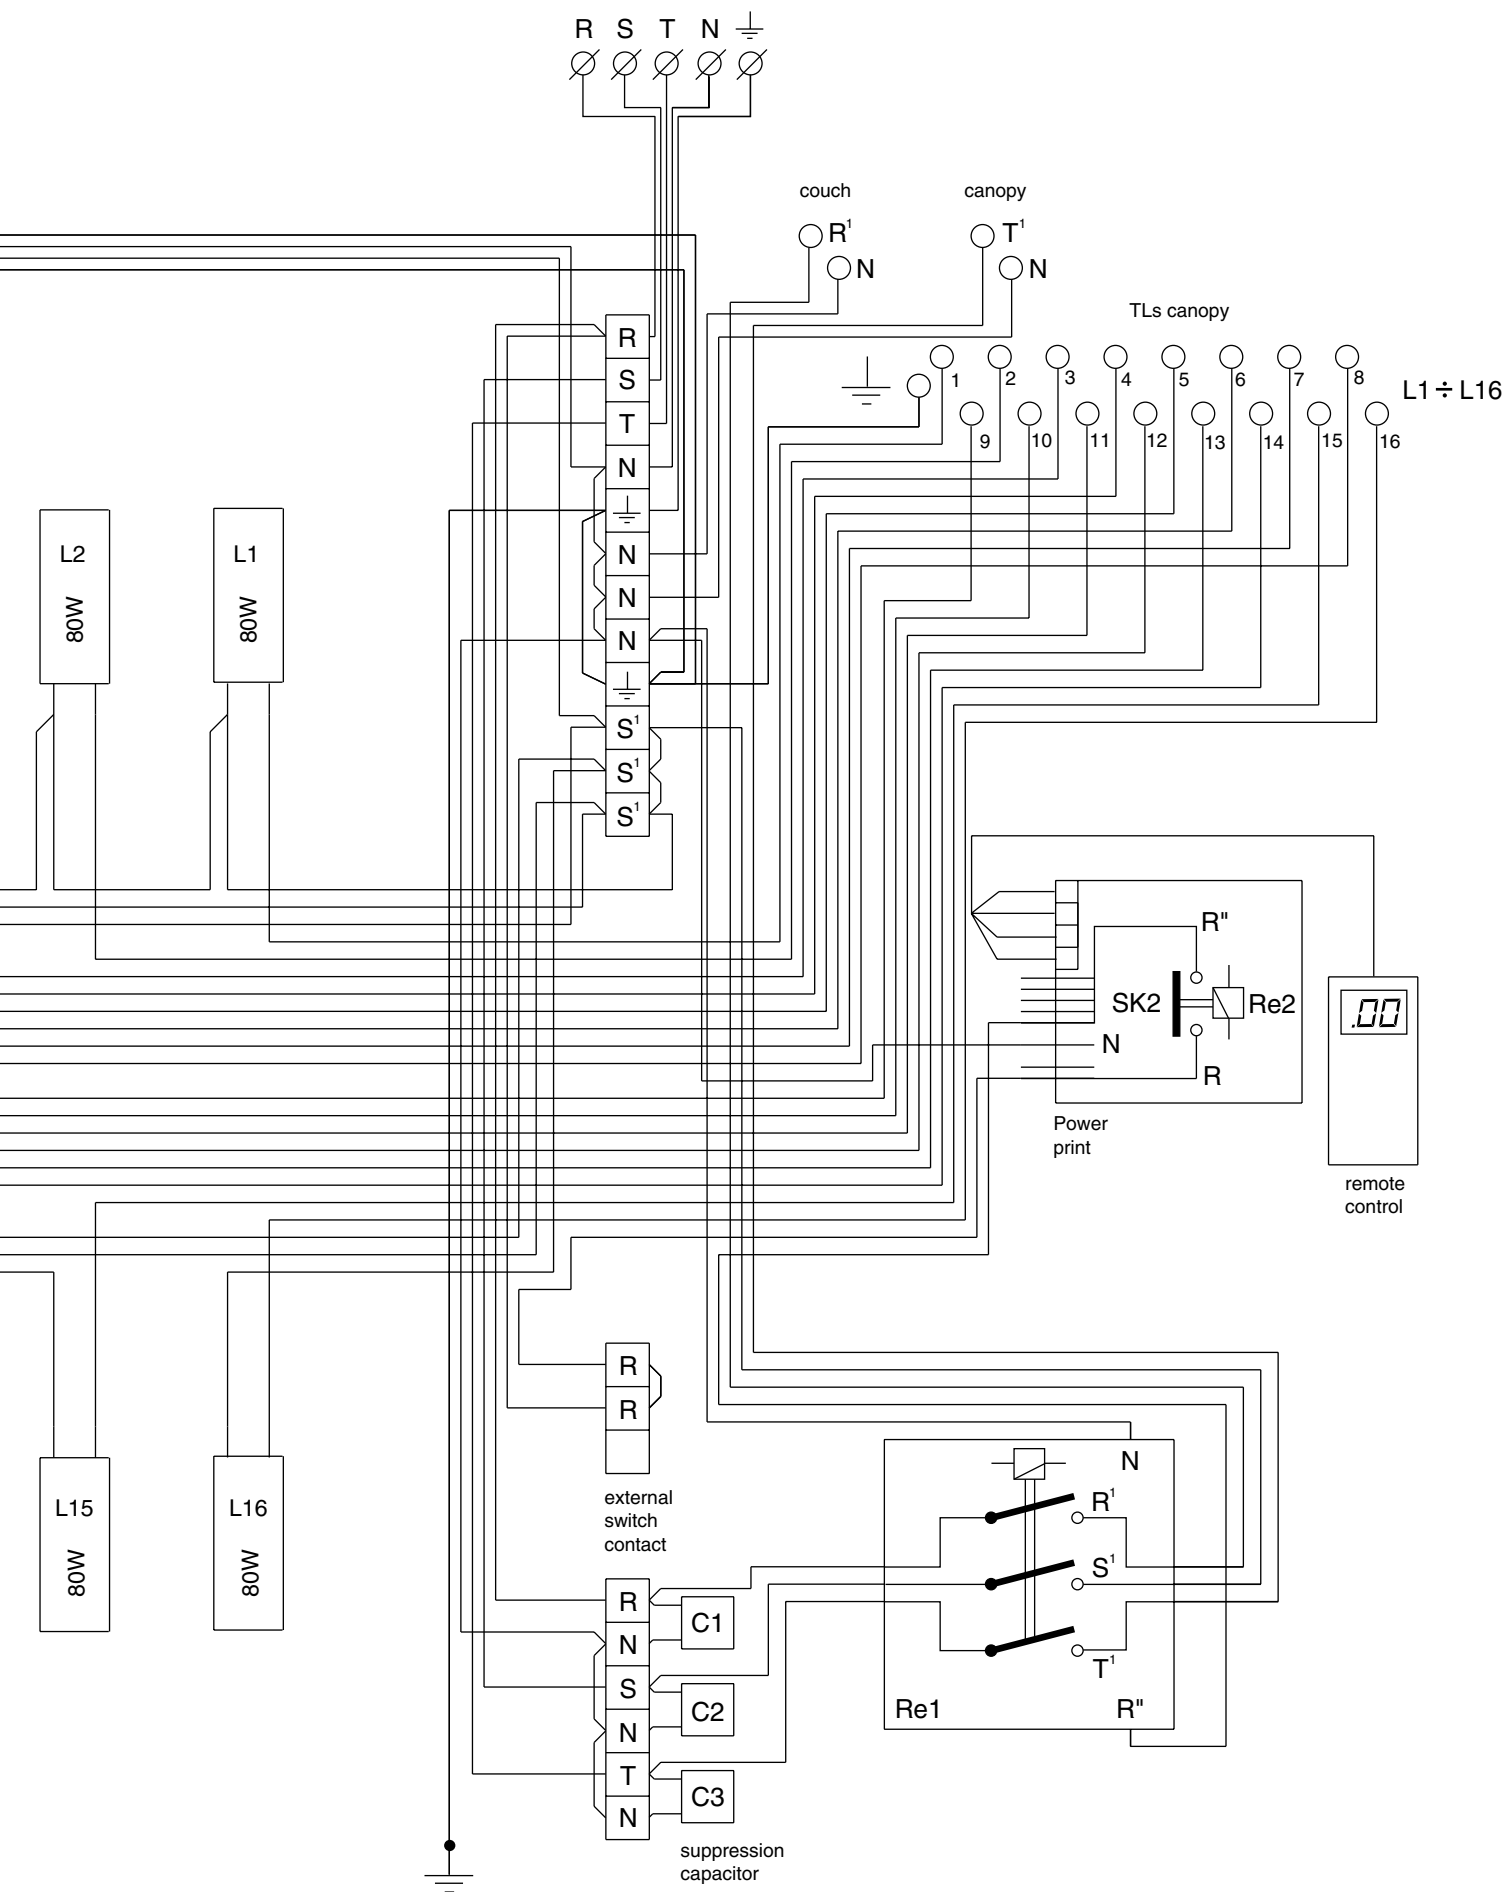 R S T N
couch canopy
R¹ T¹
N N
TLs canopy
1 2 3 4 5 6 7 8
L1 ÷ L16
9 10 11 12 13 14 15 16
R
S
T
N
N
N
N
S¹
S¹
S¹
L2
80W
L1
80W
R"
SK2 Re2
N
R
Power
print
.00
remote
control
R
R
external
switch
contact
L15
80W
L16
80W
N
R¹
S¹
T¹
Re1 R"
R
N
S
N
T
N
C1
C2
C3
suppression
capacitor